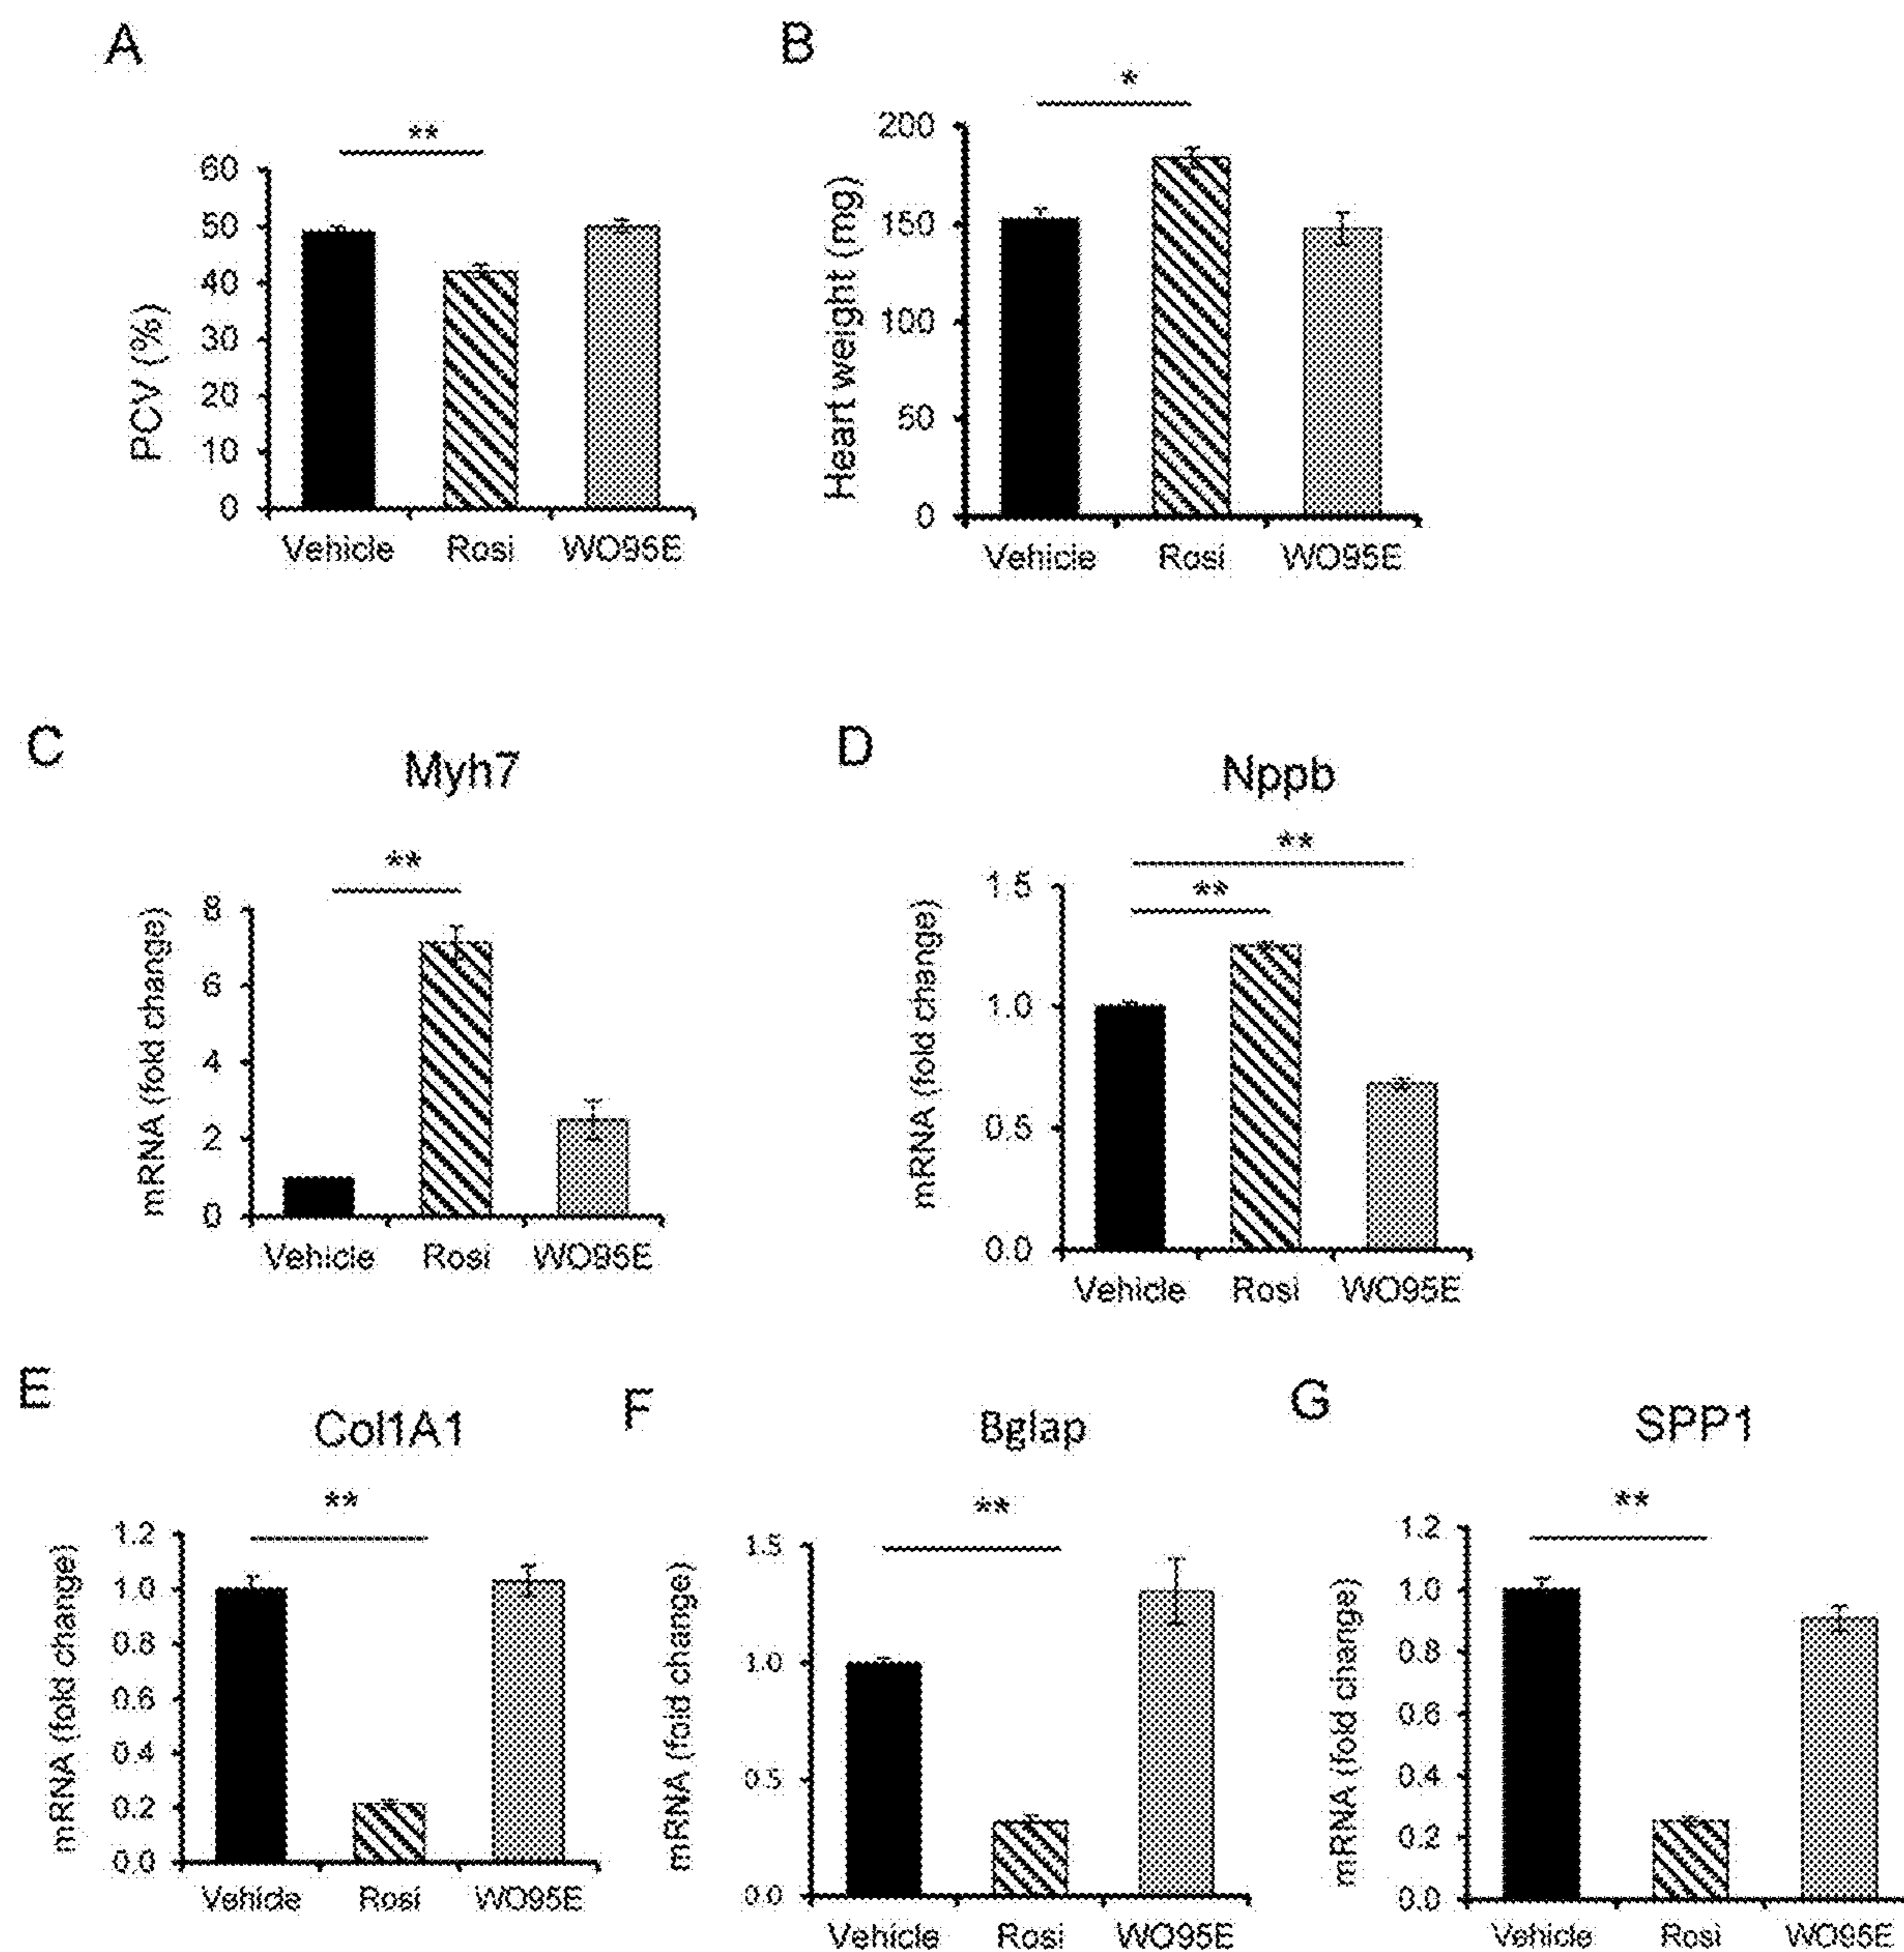 A
**
PCV (%)
60
50
40
30
20
10
0
Vehicle Rosi WO95E
B
*
Heart weight (mg)
200
150
100
50
0
Vehicle Rosi WO95E
C
Myh7
**
mRNA (fold change)
8
6
4
2
0
Vehicle Rosi WO95E
D
Nppb
**
**
mRNA (fold change)
1.5
1.0
0.5
0.0
Vehicle Rosi WO95E
E
Col1A1
**
mRNA (fold change)
1.2
1.0
0.8
0.6
0.4
0.2
0.0
Vehicle Rosi WO95E
F
Bglap
**
mRNA (fold change)
1.5
1.0
0.5
0.0
Vehicle Rosi WO95E
G
SPP1
**
mRNA (fold change)
1.2
1.0
0.8
0.6
0.4
0.2
0.0
Vehicle Rosi WO95E